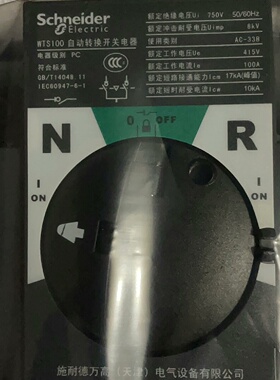 Schneider
Electric
WTS100 自动转换开关电器
电器级别 PC
符合标准
GB/T14048.11
IEC60947-6-1
CCC
额定绝缘电压Ui 750V 50/60Hz
额定冲击耐受电压Uimp 8kV
使用类别 AC-33B
额定工作电压Ue 415V
额定工作电流Ie 100A
额定短路接通能力Icm 17kA(峰值)
额定短时耐受电流Icw 10kA
N
0
OFF
R
I
ON
I
ON
施耐德万高（天津）电气设备有限公司